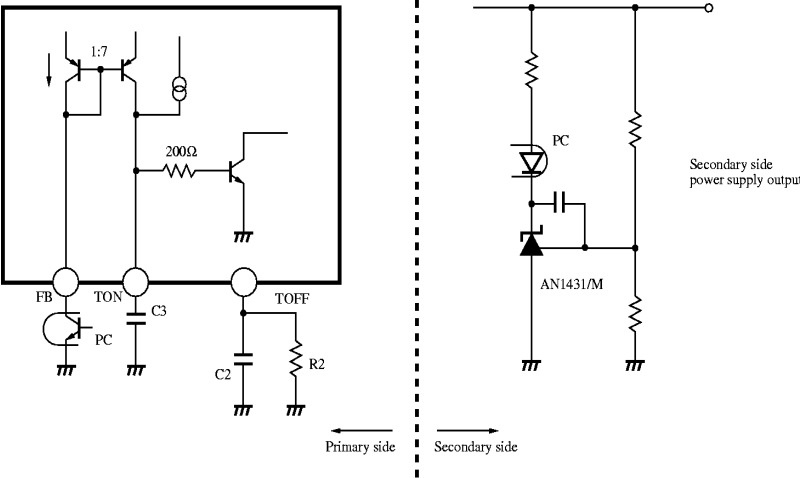 1:7
PC
200Ω
Secondary side
power supply output
AN1431/M
FB
TON
TOFF
C3
PC
C2
R2
Primary side
Secondary side